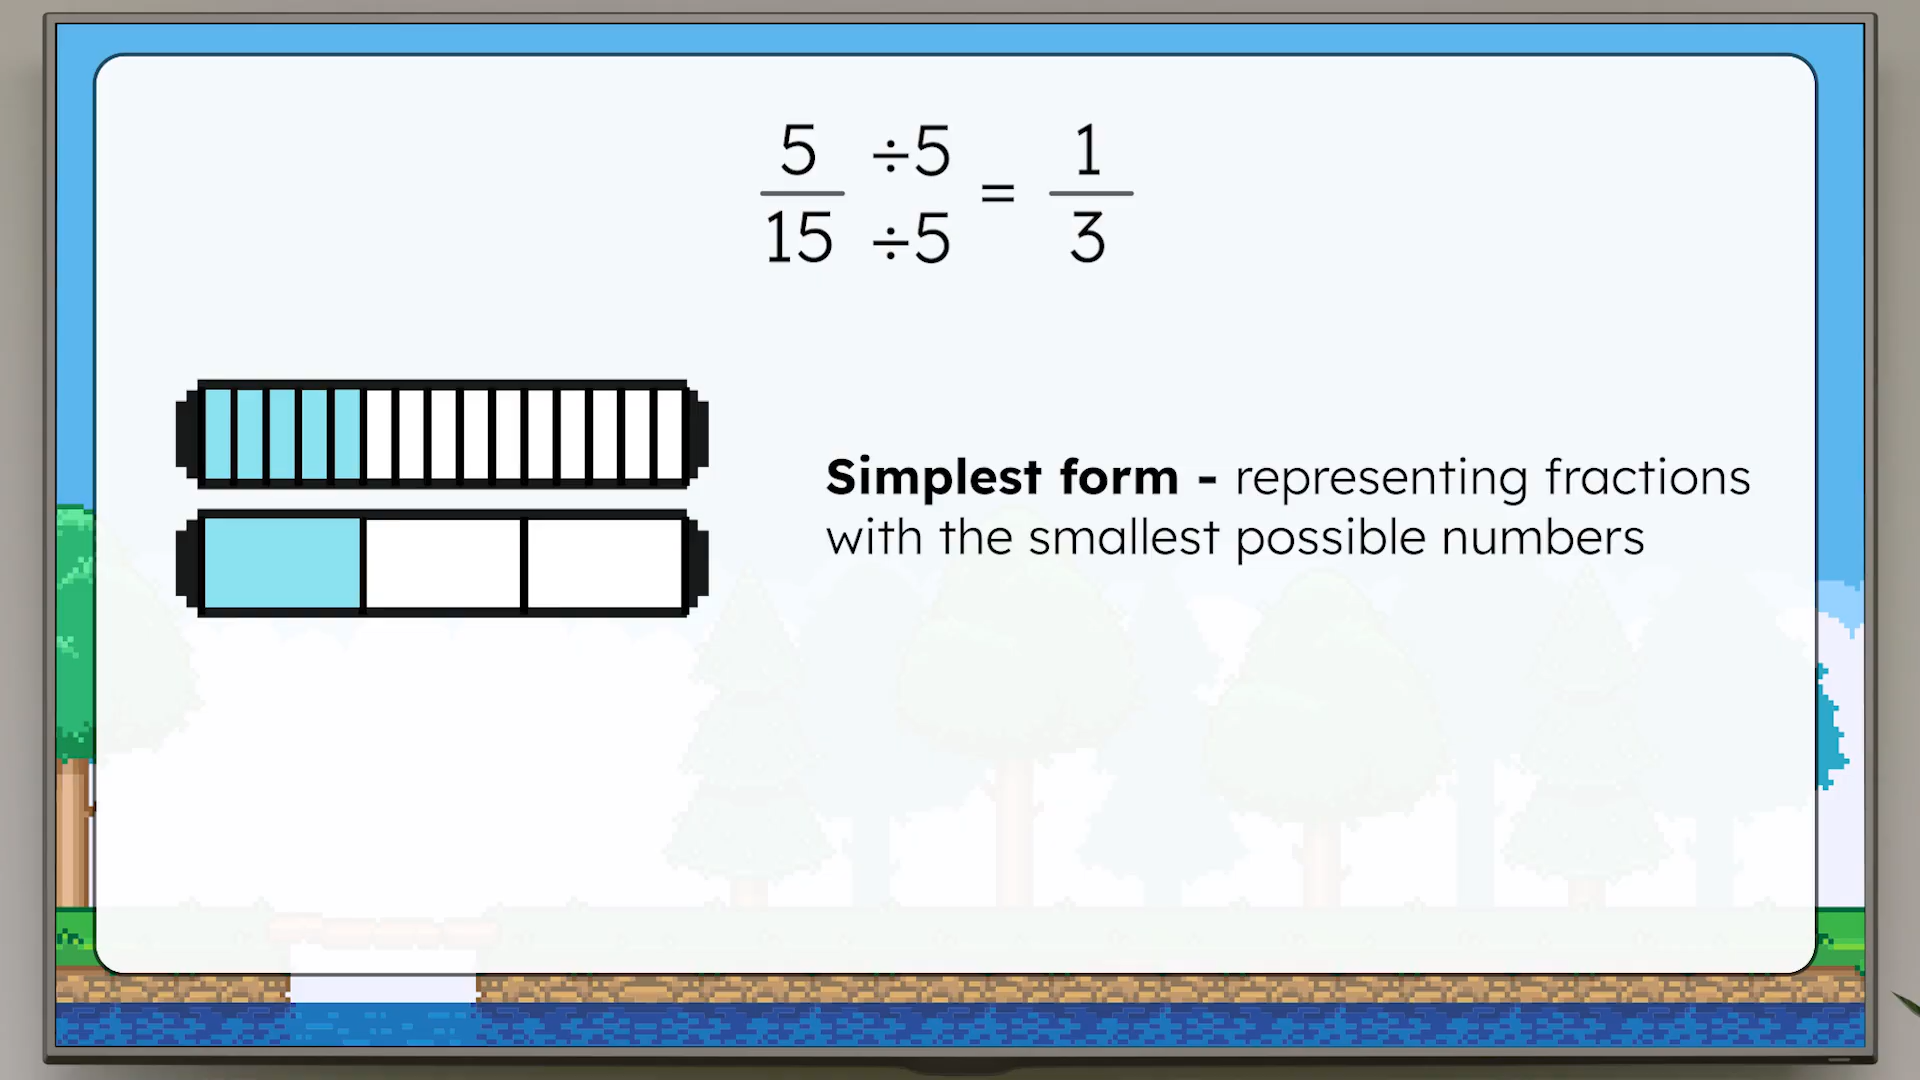 5 ÷5 = 1
15 ÷5 3
Simplest form - representing fractions
with the smallest possible numbers